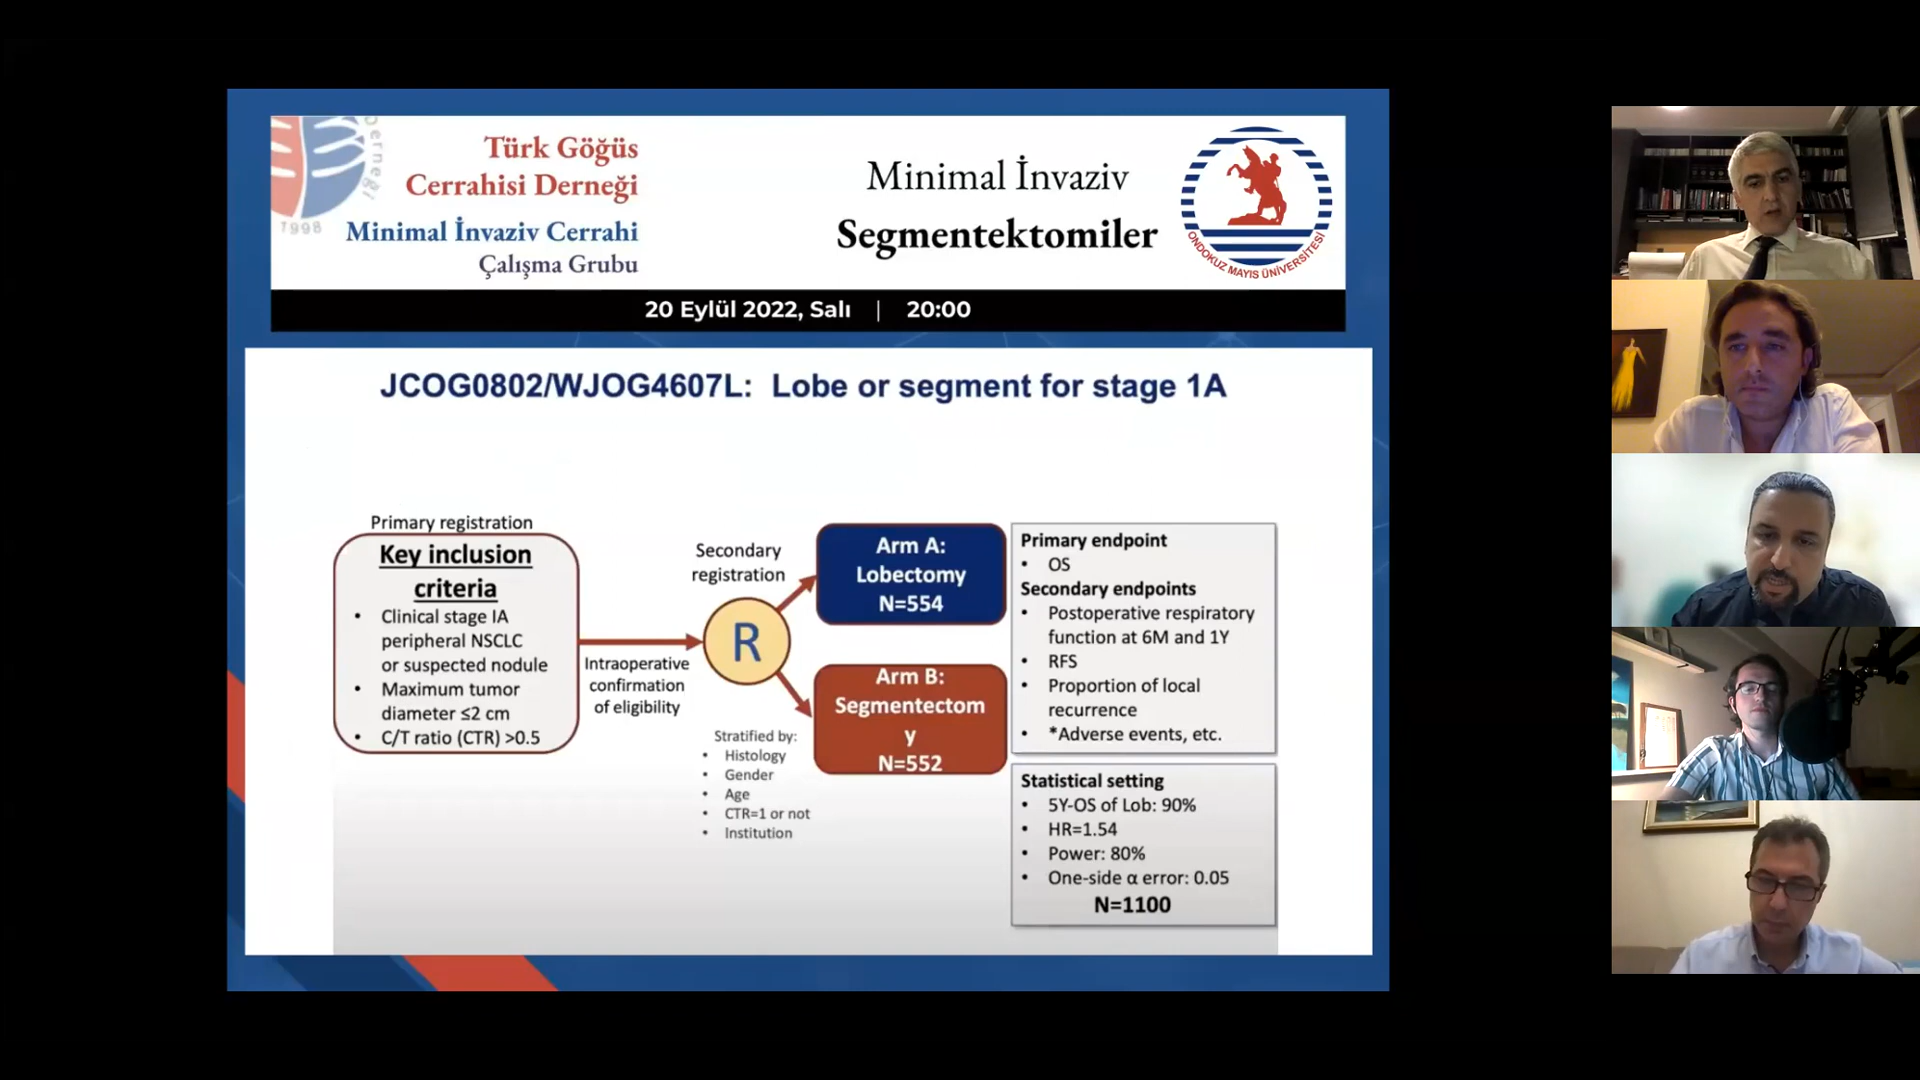 Derneği
1998
Türk Göğüs
Cerrahisi Derneği
Minimal İnvaziv Cerrahi
Çalışma Grubu
Minimal İnvaziv
Segmentektomiler
ONDOKUZ MAYIS ÜNİVERSİTESİ
20 Eylül 2022, Salı | 20:00
JCOG0802/WJOG4607L: Lobe or segment for stage 1A
Primary registration
Key inclusion
criteria
• Clinical stage IA
peripheral NSCLC
or suspected nodule
• Maximum tumor
diameter ≤2 cm
• C/T ratio (CTR) >0.5
Intraoperative
confirmation
of eligibility
Secondary
registration
R
Stratified by:
• Histology
• Gender
• Age
• CTR=1 or not
• Institution
Arm A:
Lobectomy
N=554
Arm B:
Segmentectom
y
N=552
Primary endpoint
• OS
Secondary endpoints
• Postoperative respiratory
function at 6M and 1Y
• RFS
• Proportion of local
recurrence
• *Adverse events, etc.
Statistical setting
• 5Y-OS of Lob: 90%
• HR=1.54
• Power: 80%
• One-side α error: 0.05
N=1100